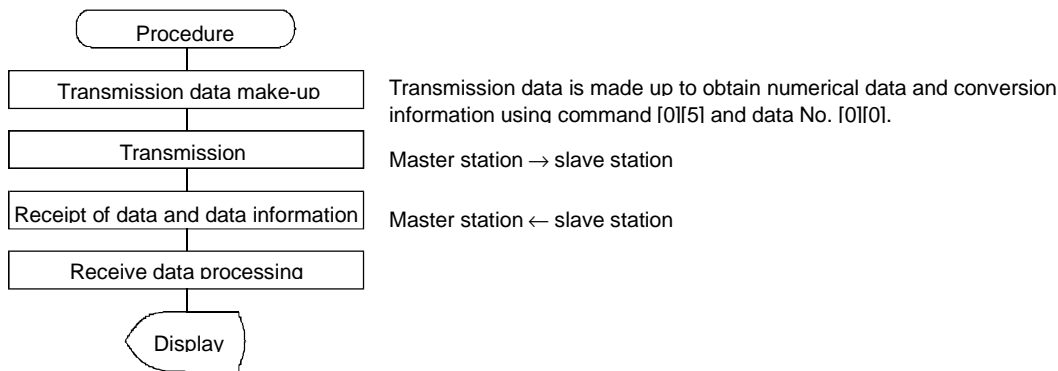 Procedure
Transmission data make-up
Transmission data is made up to obtain numerical data and conversion
information using command [0][5] and data No. [0][0].
Transmission
Master station → slave station
Receipt of data and data information
Master station ← slave station
Receive data processing
Display